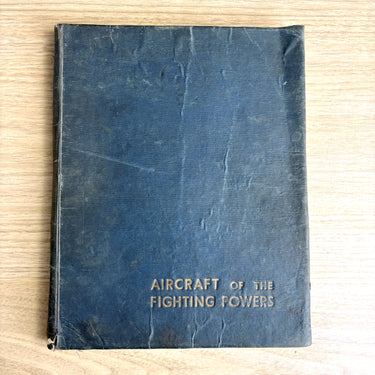 AIRCRAFT OF THE
FIGHTING POWERS